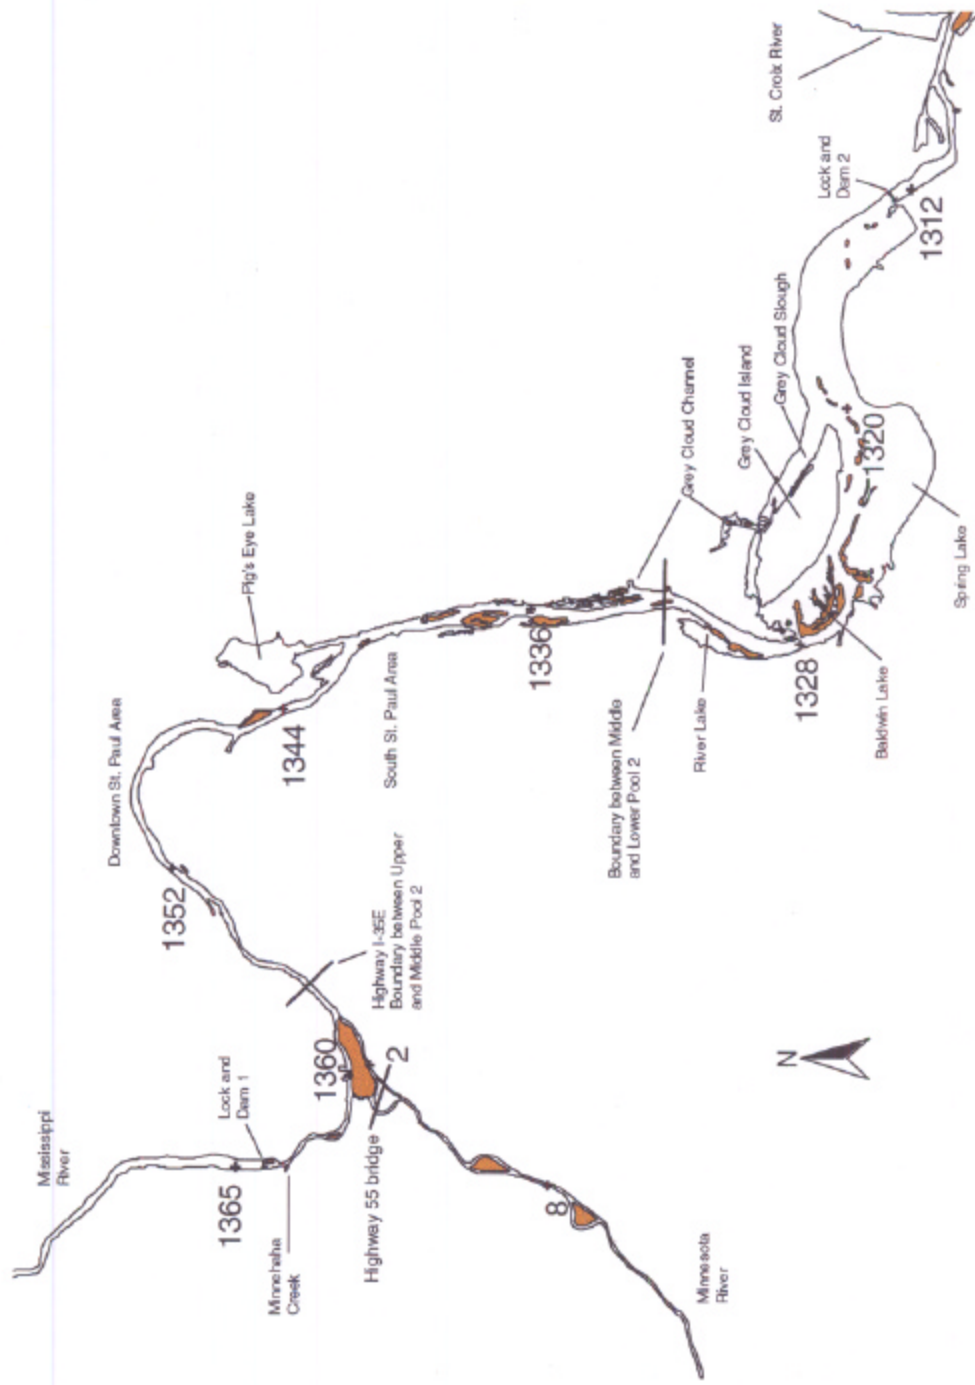 Mississippi
River
1365
Lock and
Dam 1
Minnehaha
Creek
1360
Highway 55 bridge
2
8
Minnesota
River
Highway I-35E
Boundary between Upper
and Middle Pool 2
1352
Downtown St. Paul Area
1344
Pig's Eye Lake
South St. Paul Area
1336
Boundary between Middle
and Lower Pool 2
River Lake
1328
Baldwin Lake
Grey Cloud Channel
Grey Cloud Island
Grey Cloud Slough
1320
Spring Lake
1312
Lock and
Dam 2
St. Croix River
N